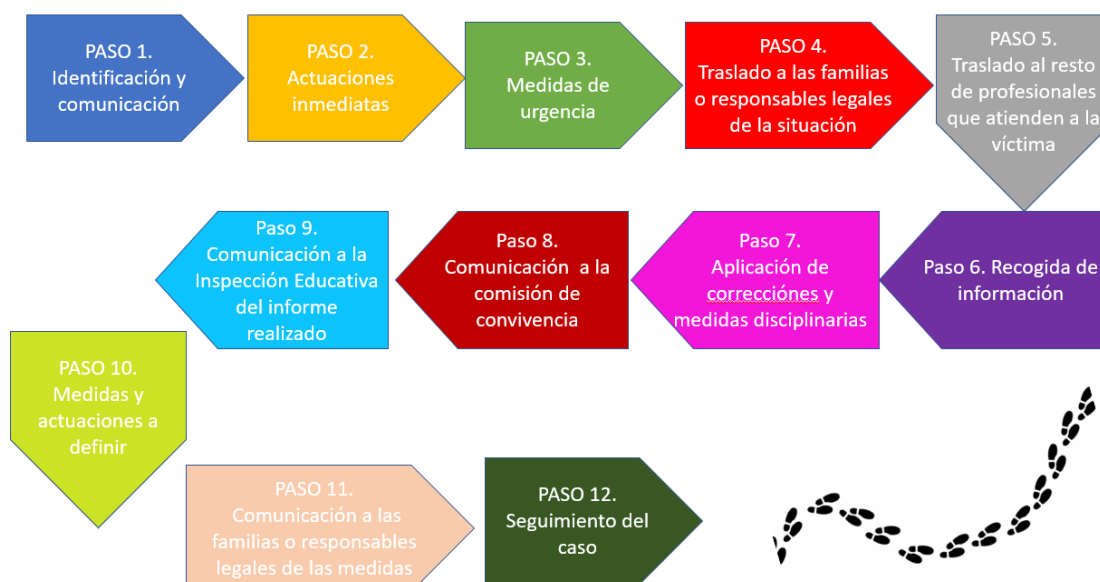 PASO 1.
Identificación y
comunicación
PASO 2.
Actuaciones
inmediatas
PASO 3.
Medidas de
urgencia
PASO 4.
Traslado a las familias
o responsables legales
de la situación
PASO 5.
Traslado al resto
de profesionales
que atienden a la
víctima
Paso 6. Recogida de
información
Paso 7.
Aplicación de
correcciónes y
medidas disciplinarias
Paso 8.
Comunicación a la
comisión de
convivencia
Paso 9.
Comunicación a la
Inspección Educativa
del informe
realizado
PASO 10.
Medidas y
actuaciones a
definir
PASO 11.
Comunicación a las
familias o responsables
legales de las medidas
PASO 12.
Seguimiento del
caso